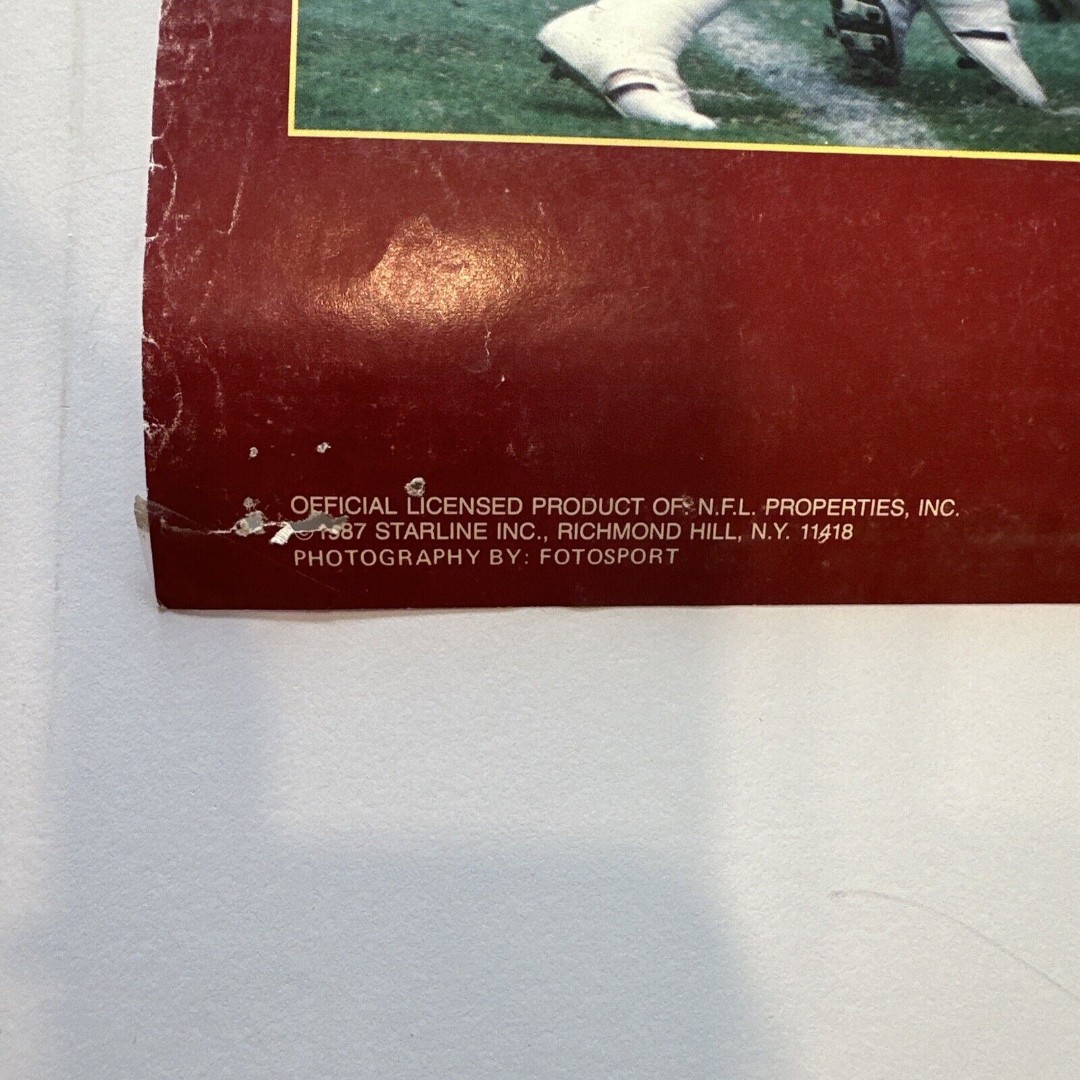 OFFICIAL LICENSED PRODUCT OF: N.F.L. PROPERTIES, INC.
© 1987 STARLINE INC., RICHMOND HILL, N.Y. 11418
PHOTOGRAPHY BY: FOTOSPORT